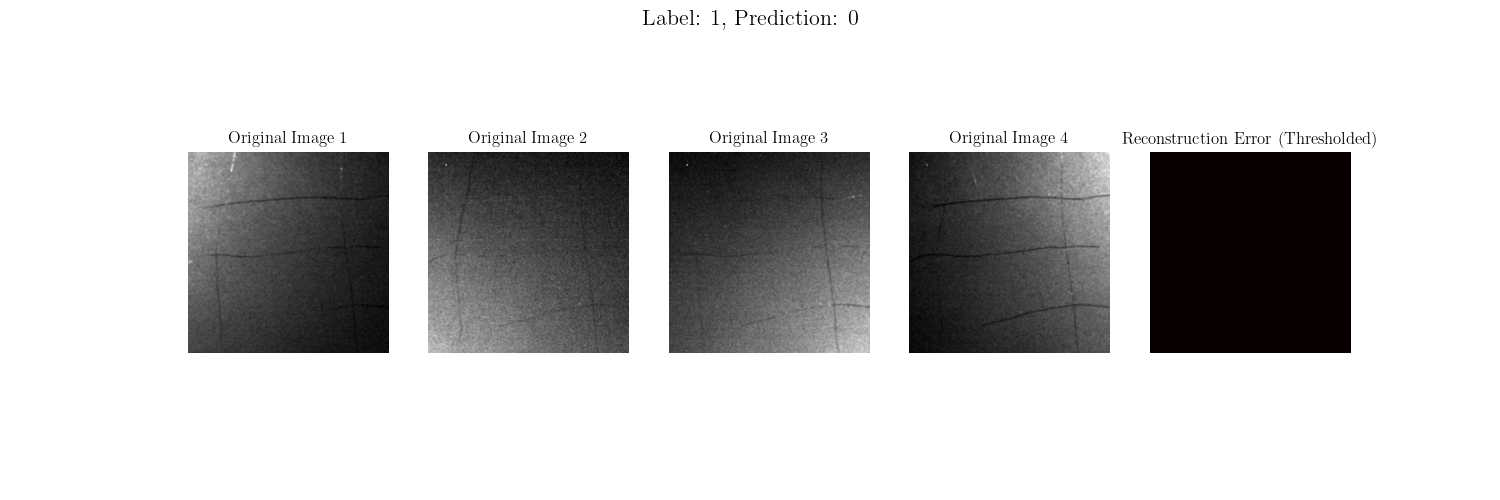 Label: 1, Prediction: 0
Original Image 1
Original Image 2
Original Image 3
Original Image 4
Reconstruction Error (Thresholded)